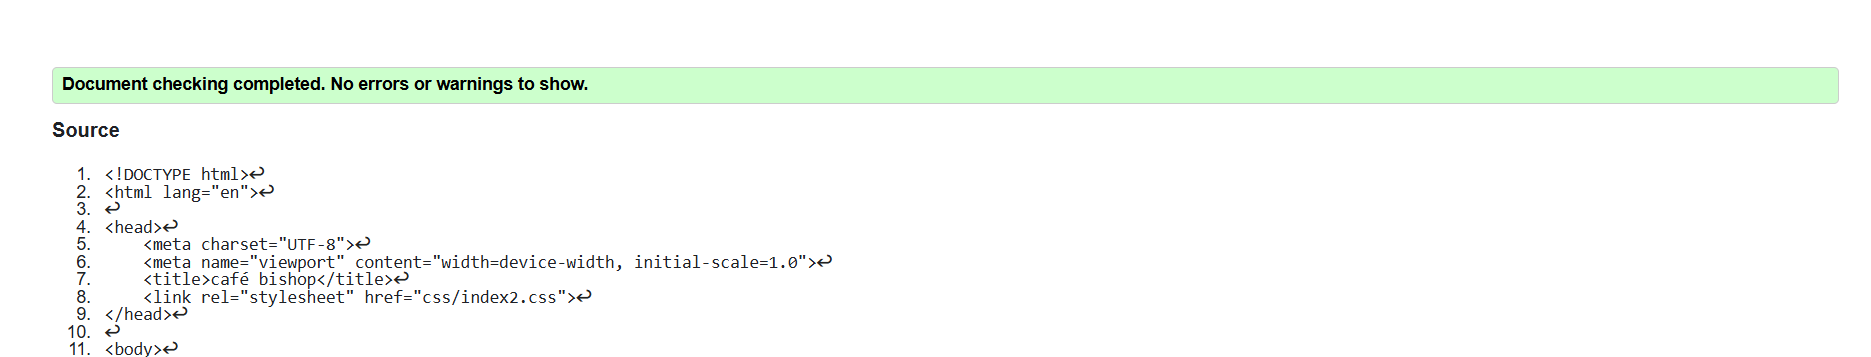 Document checking completed. No errors or warnings to show.
Source
1. <!DOCTYPE html>↩
2. <html lang="en">↩
3. ↩
4. <head>↩
5.     <meta charset="UTF-8">↩
6.     <meta name="viewport" content="width=device-width, initial-scale=1.0">↩
7.     <title>café bishop</title>↩
8.     <link rel="stylesheet" href="css/index2.css">↩
9. </head>↩
10. ↩
11. <body>↩